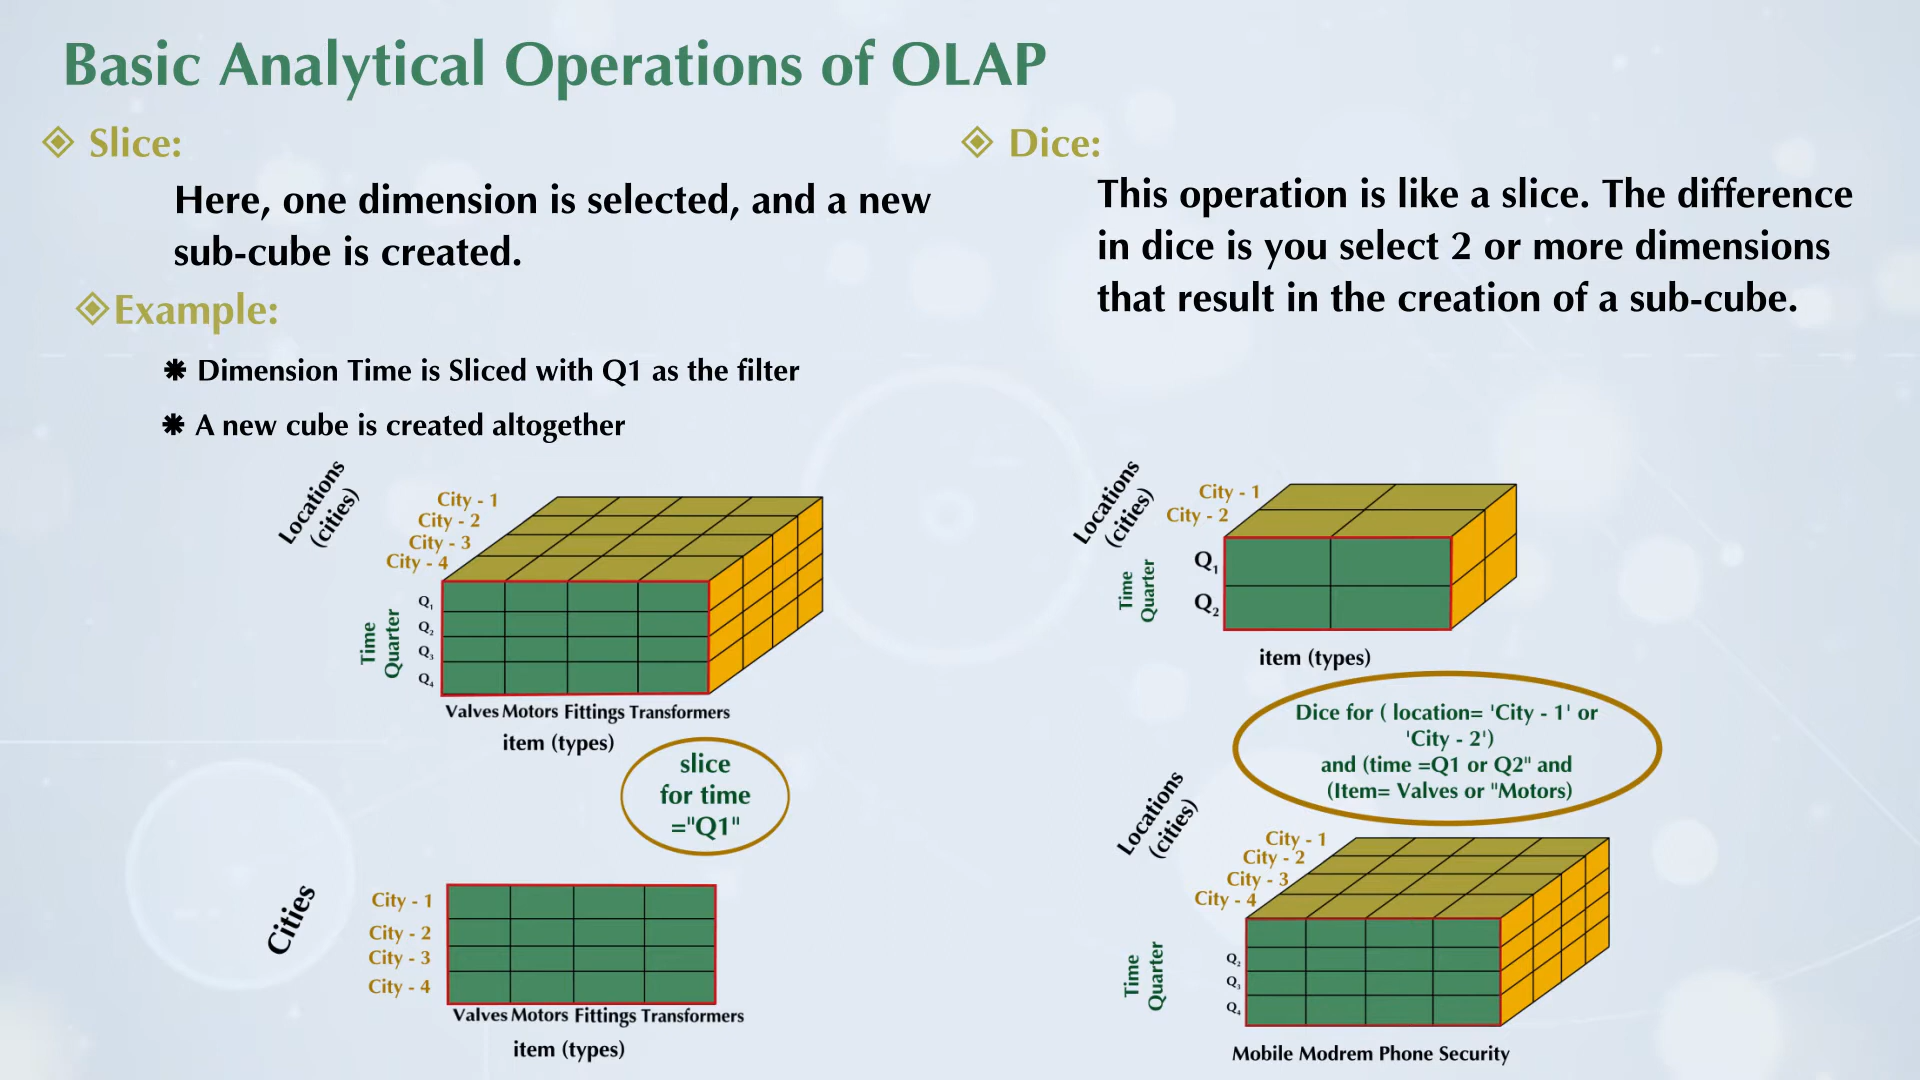 Basic Analytical Operations of OLAP
Slice:
Here, one dimension is selected, and a new
sub-cube is created.
Example:
Dimension Time is Sliced with Q1 as the filter
A new cube is created altogether
Locations
(cities)
City - 1
City - 2
City - 3
City - 4
Time
Quarter
Q1
Q2
Q3
Q4
Valves Motors Fittings Transformers
item (types)
slice
for time
="Q1"
Cities
City - 1
City - 2
City - 3
City - 4
Valves Motors Fittings Transformers
item (types)
Dice:
This operation is like a slice. The difference
in dice is you select 2 or more dimensions
that result in the creation of a sub-cube.
Locations
(cities)
City - 1
City - 2
Time
Quarter
Q1
Q2
item (types)
Dice for ( location= 'City - 1' or
'City - 2')
and (time =Q1 or Q2" and
(Item= Valves or "Motors)
Locations
(cities)
City - 1
City - 2
City - 3
City - 4
Time
Quarter
Q2
Q3
Q4
Mobile Modrem Phone Security